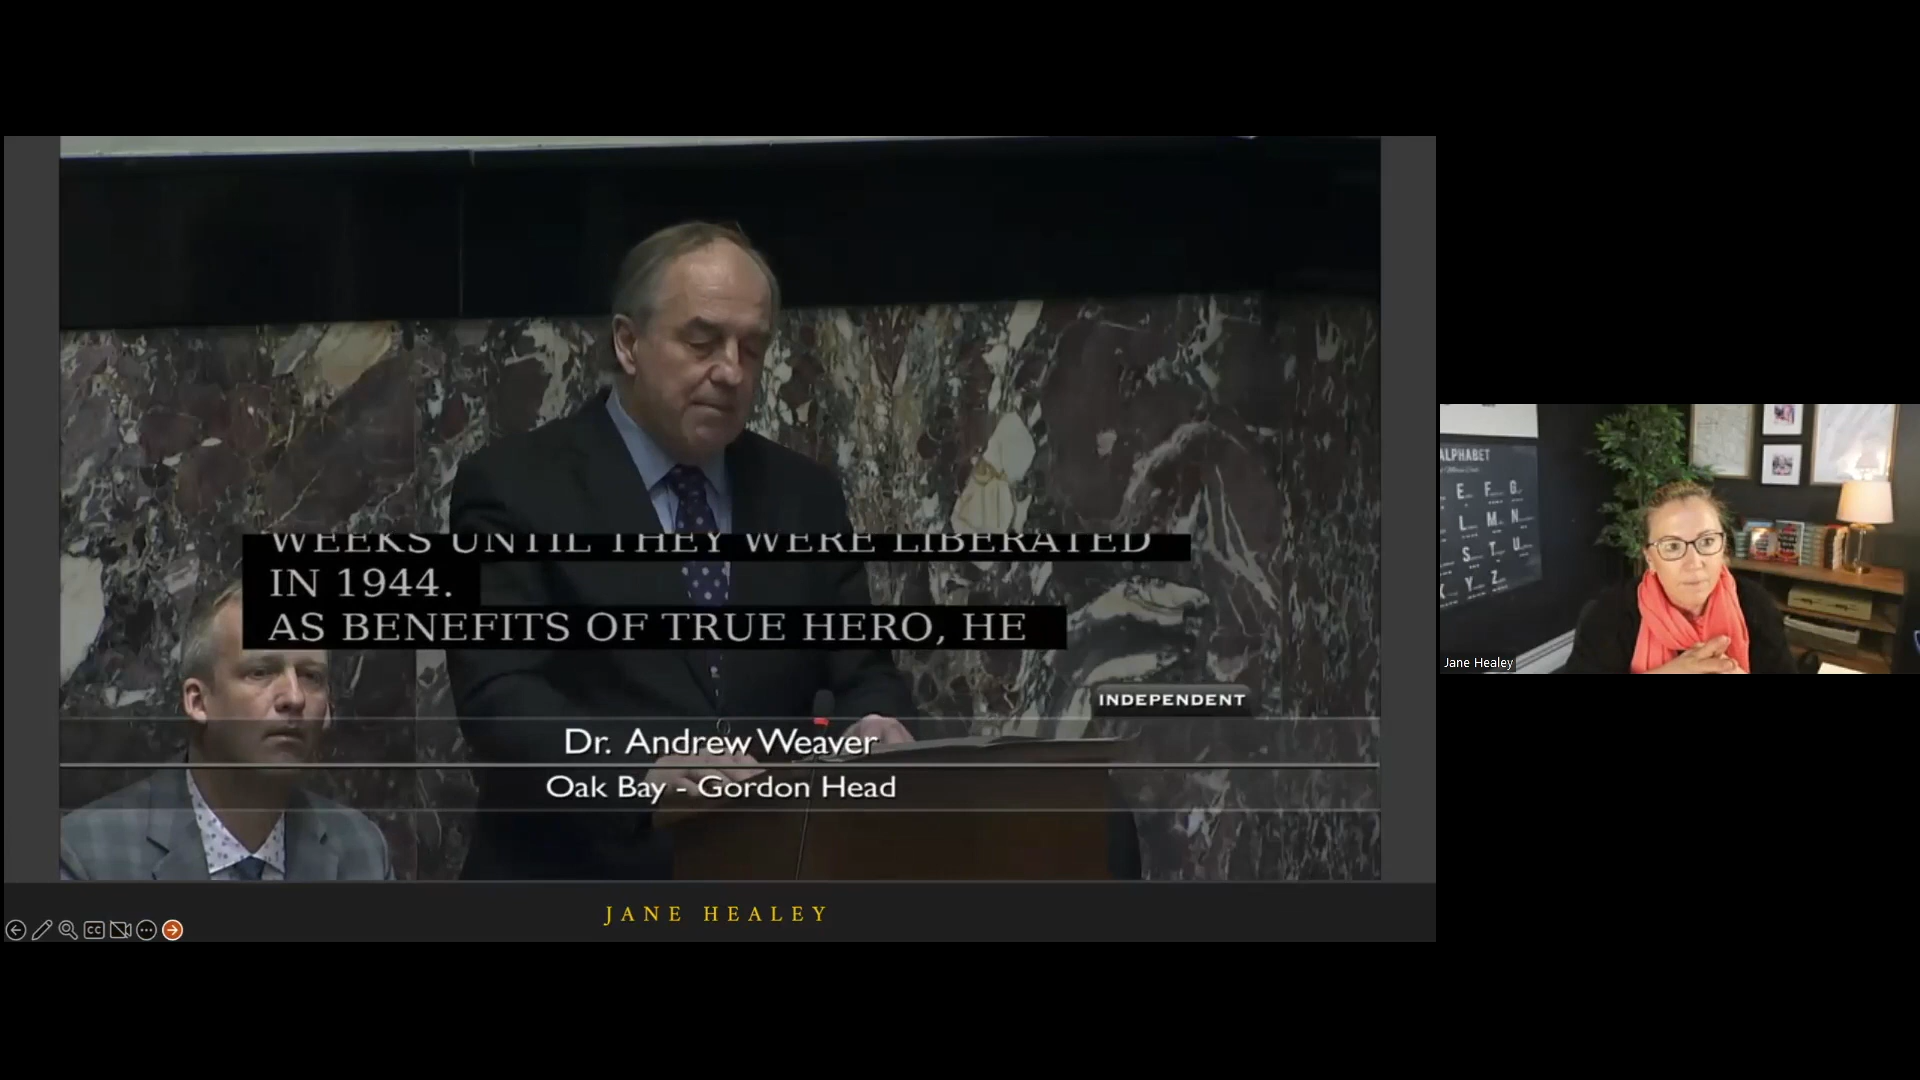 WEEKS UNTIL THEY WERE LIBERATED
IN 1944.
AS BENEFITS OF TRUE HERO, HE
INDEPENDENT
Dr. Andrew Weaver
Oak Bay - Gordon Head
JANE HEALEY
CC
ALPHABET
E F G
L M N
S T U
Y Z
Jane Healey